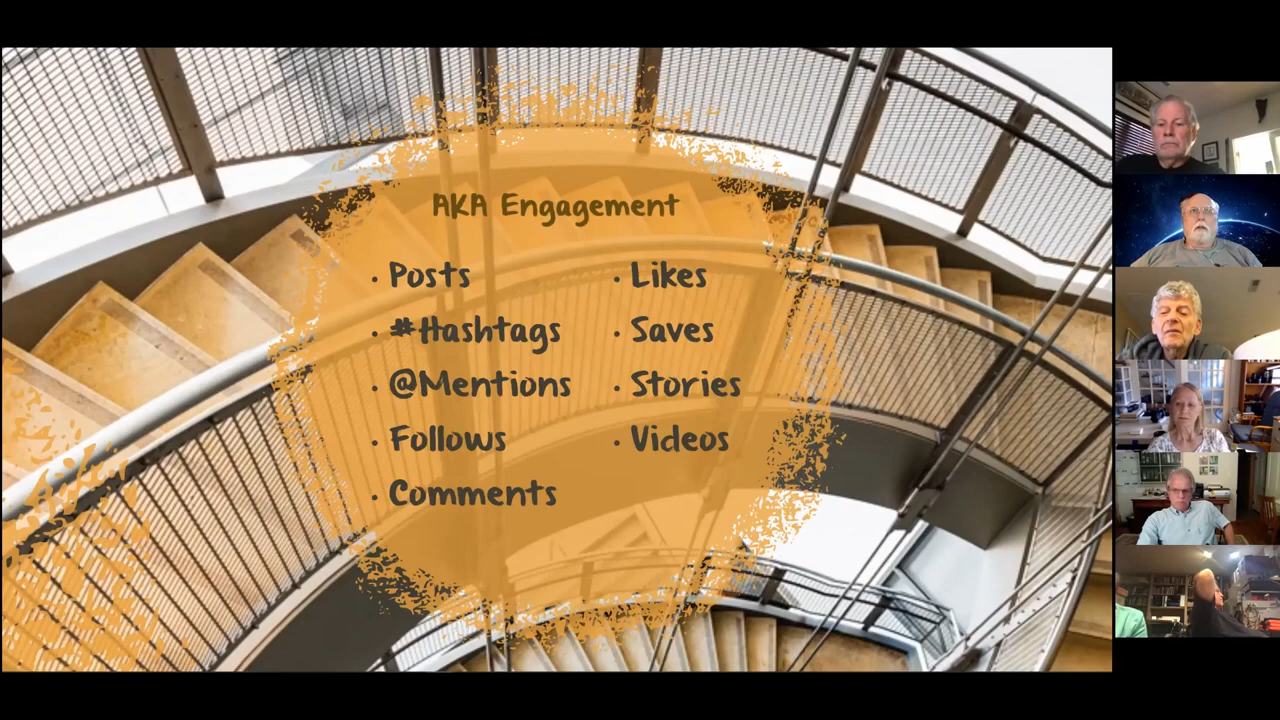 AKA Engagement
• Posts
• #Hashtags
• @Mentions
• Follows
• Comments
• Likes
• Saves
• Stories
• Videos